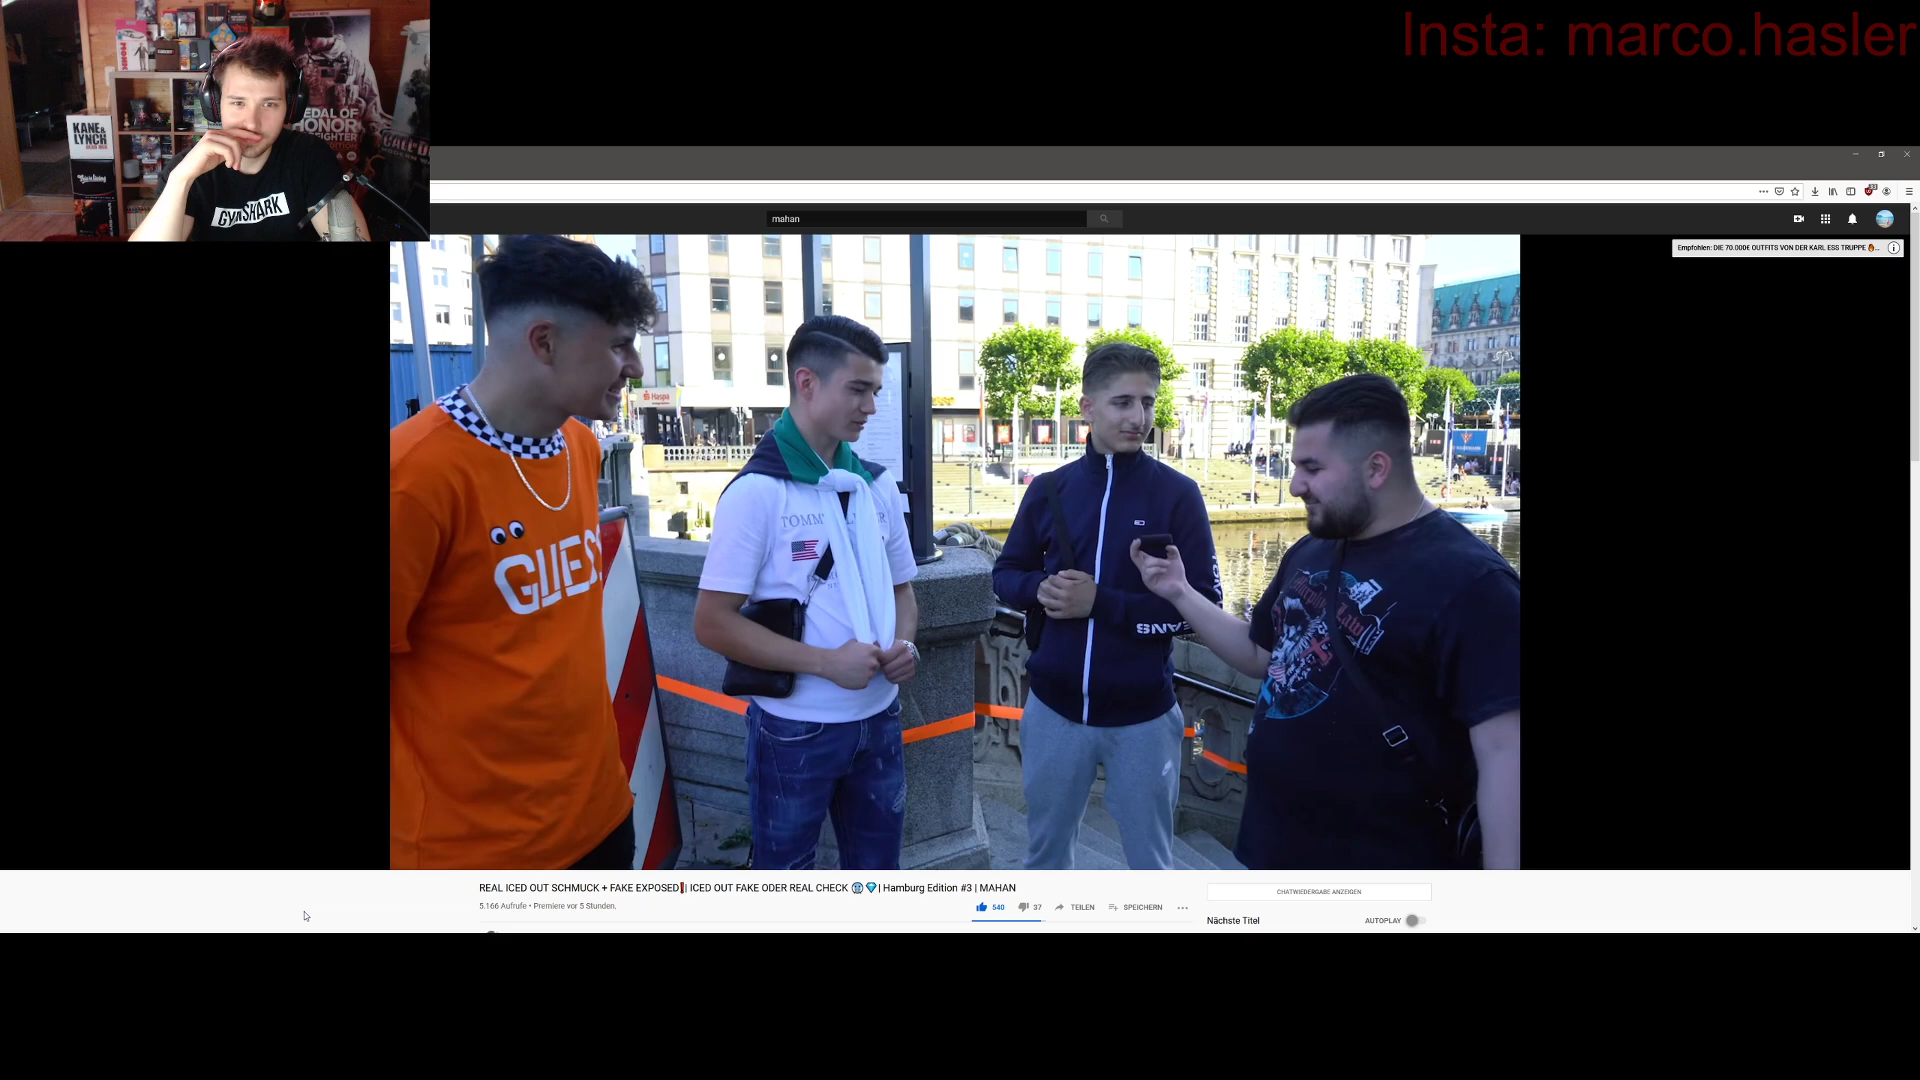 Insta: marco.hasler
KANE &
LYNCH
MEDAL OF
HONOR
GYMSHARK
mahan
Empfohlen: DIE 70.000€ OUTFITS VON DER KARL ESS TRUPPE 🔥...
Haspa
GUESS
REAL ICED OUT SCHMUCK + FAKE EXPOSED❗| ICED OUT FAKE ODER REAL CHECK 🥶💎| Hamburg Edition #3 | MAHAN
5.166 Aufrufe • Premiere vor 5 Stunden.
540
37
TEILEN
SPEICHERN
CHATWIEDERGABE ANZEIGEN
Nächste Titel
AUTOPLAY